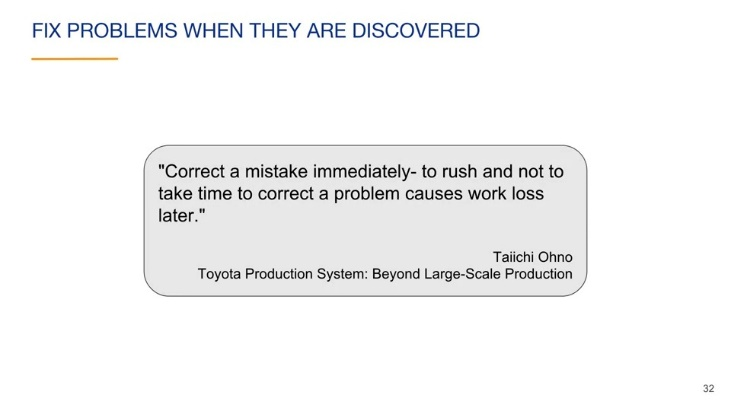 FIX PROBLEMS WHEN THEY ARE DISCOVERED
"Correct a mistake immediately- to rush and not to
take time to correct a problem causes work loss
later."
Taiichi Ohno
Toyota Production System: Beyond Large-Scale Production
32